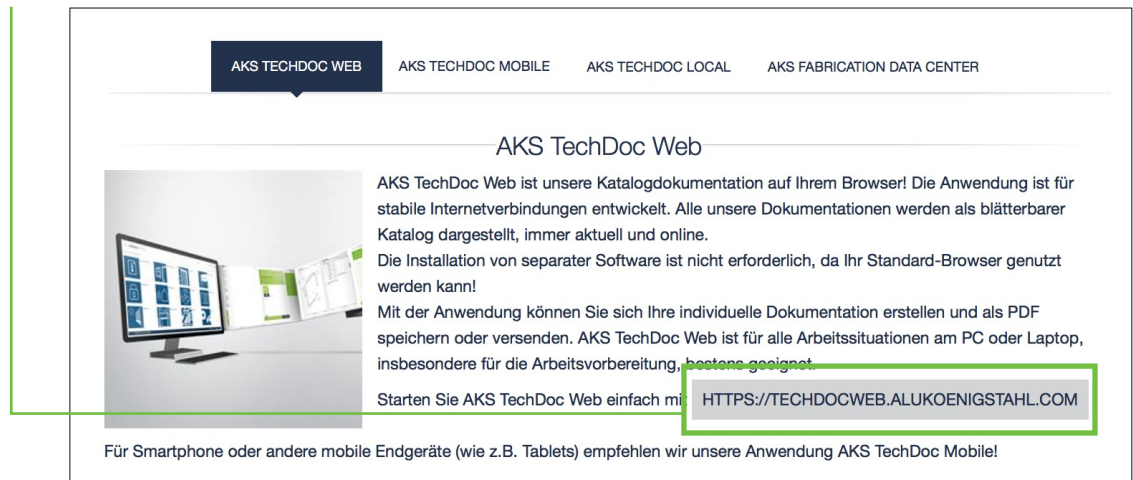 AKS TECHDOC WEB AKS TECHDOC MOBILE AKS TECHDOC LOCAL AKS FABRICATION DATA CENTER
AKS TechDoc Web
AKS TechDoc Web ist unsere Katalogdokumentation auf Ihrem Browser! Die Anwendung ist für
stabile Internetverbindungen entwickelt. Alle unsere Dokumentationen werden als blätterbarer
Katalog dargestellt, immer aktuell und online.
Die Installation von separater Software ist nicht erforderlich, da Ihr Standard-Browser genutzt
werden kann!
Mit der Anwendung können Sie sich Ihre individuelle Dokumentation erstellen und als PDF
speichern oder versenden. AKS TechDoc Web ist für alle Arbeitssituationen am PC oder Laptop,
insbesondere für die Arbeitsvorbereitung, bestens geeignet.
Starten Sie AKS TechDoc Web einfach mit HTTPS://TECHDOCWEB.ALUKOENIGSTAHL.COM
Für Smartphone oder andere mobile Endgeräte (wie z.B. Tablets) empfehlen wir unsere Anwendung AKS TechDoc Mobile!